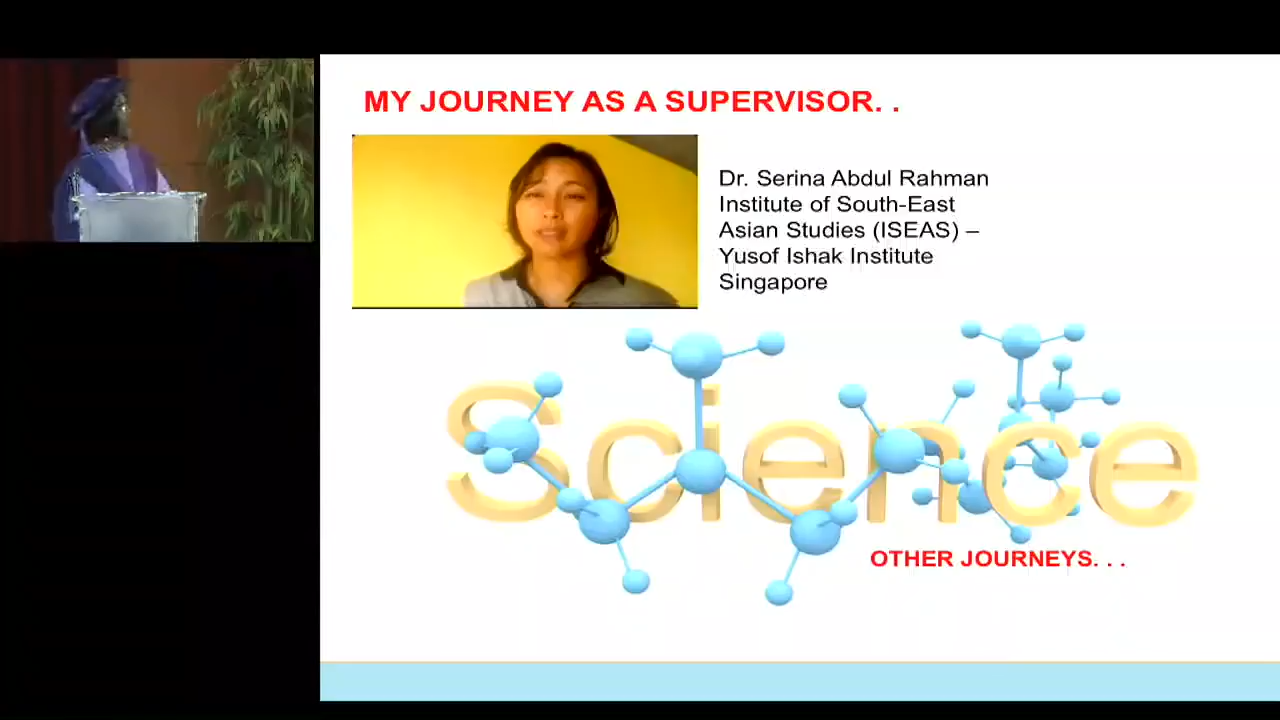 MY JOURNEY AS A SUPERVISOR. .
Dr. Serina Abdul Rahman
Institute of South-East
Asian Studies (ISEAS) –
Yusof Ishak Institute
Singapore
Science
OTHER JOURNEYS. . .